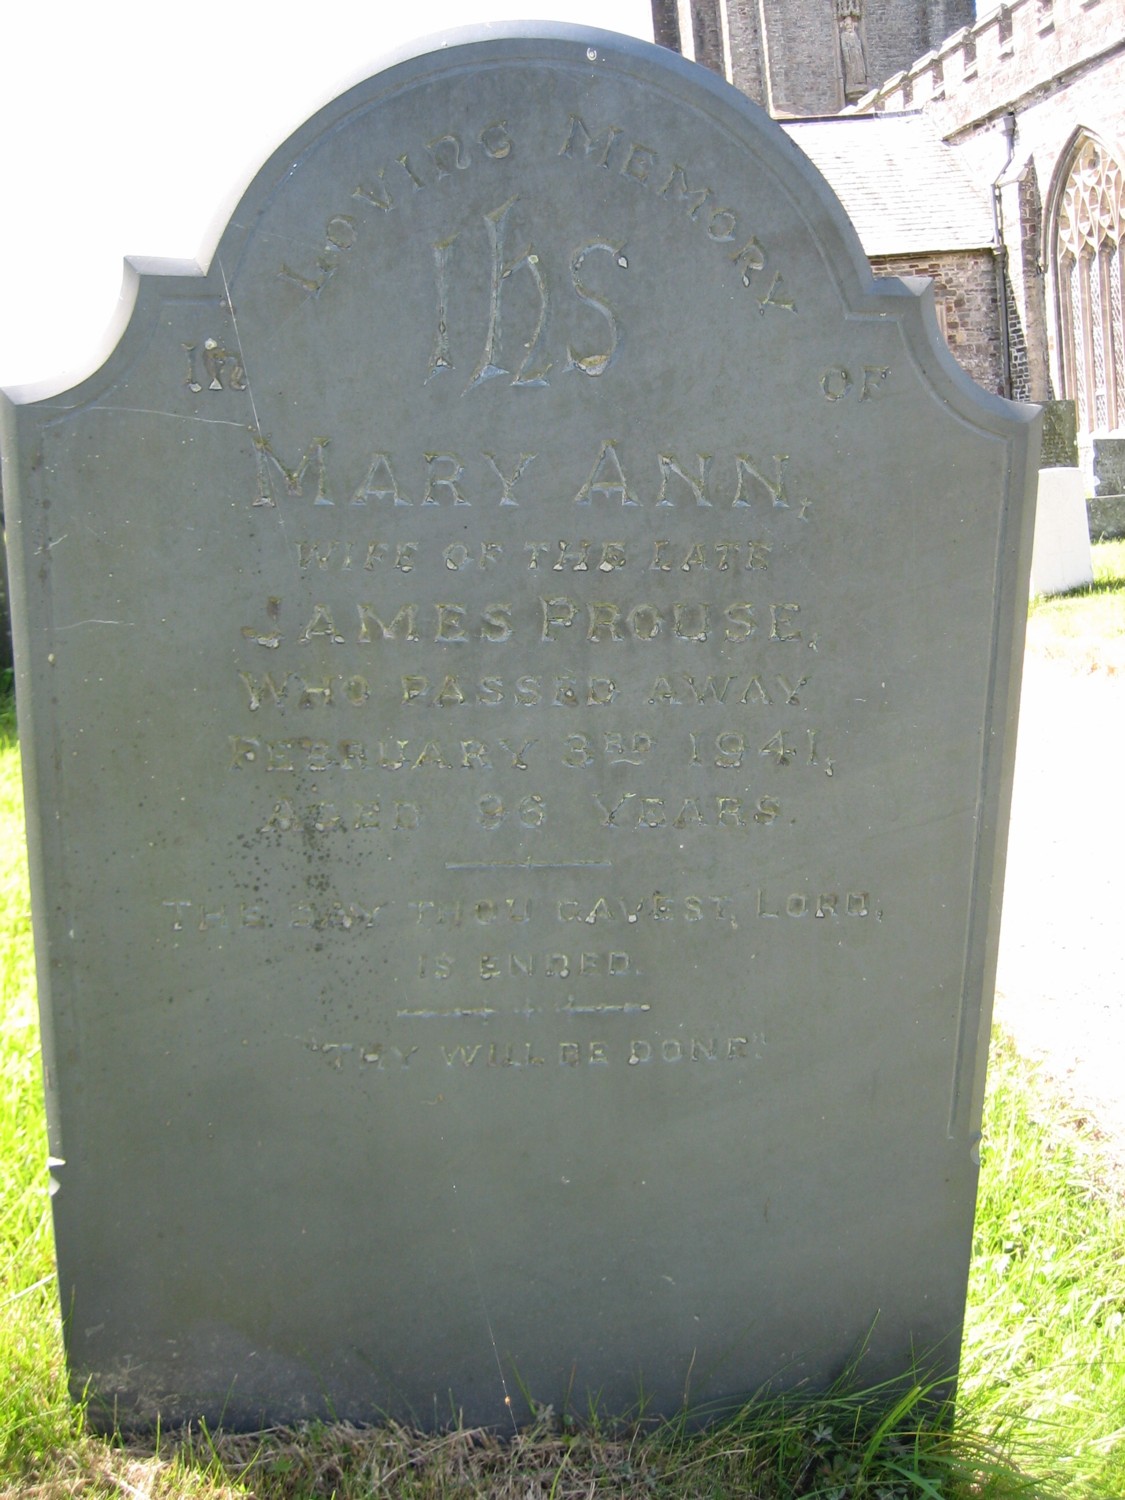 In Loving Memory of
IhS
Mary Ann,
Wife of the late
James Prouse,
Who passed away
February 3rd 1941,
Aged 96 Years.
The day Thou gavest, Lord,
is ended.
"Thy will be done."